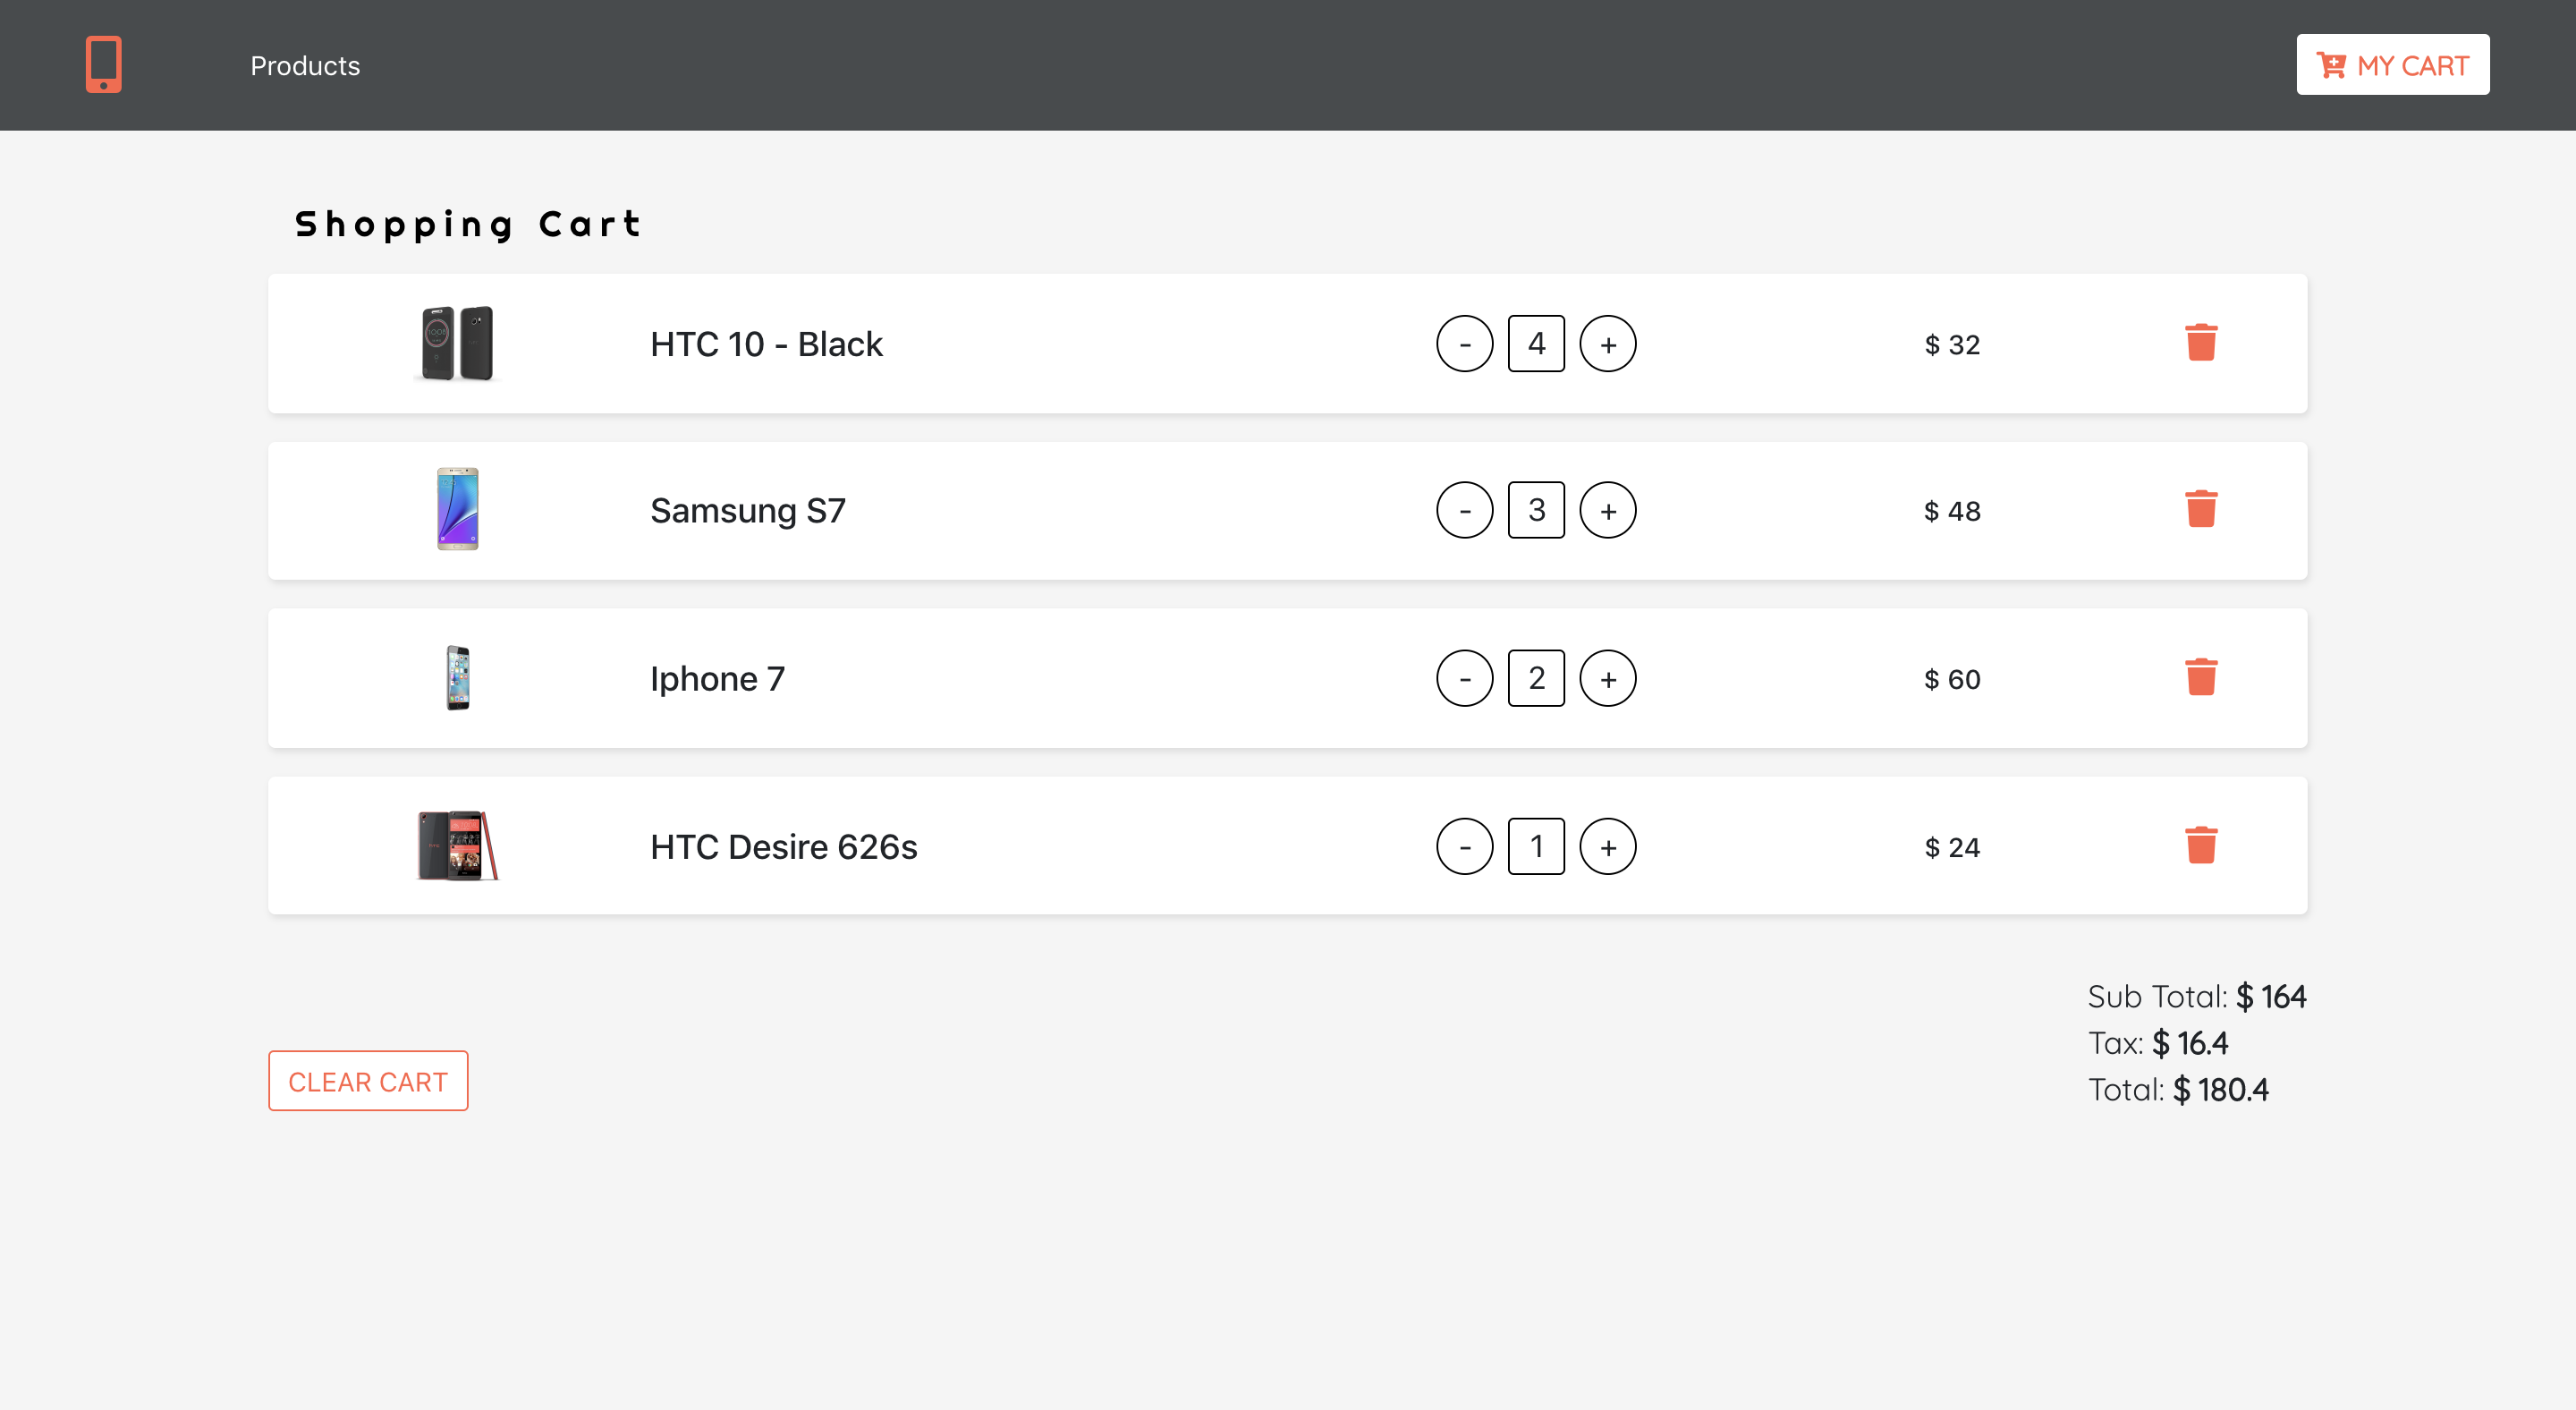 Products
MY CART
Shopping Cart
HTC 10 - Black - 4 + $ 32
Samsung S7 - 3 + $ 48
Iphone 7 - 2 + $ 60
HTC Desire 626s - 1 + $ 24
Sub Total: $ 164
Tax: $ 16.4
CLEAR CART
Total: $ 180.4